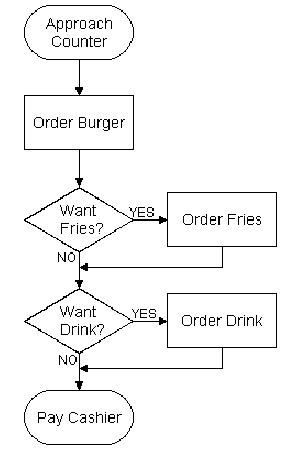 Approach
Counter
Order Burger
Want
Fries?
YES
Order Fries
NO
Want
Drink?
YES
Order Drink
NO
Pay Cashier